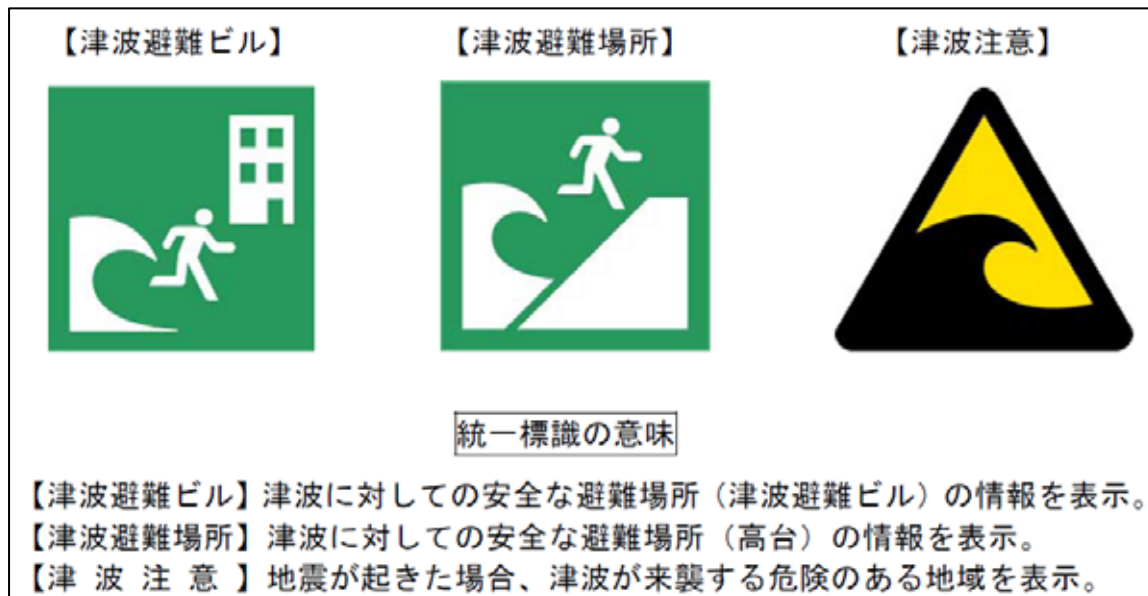 【津波避難ビル】
【津波避難場所】
【津波注意】
統一標識の意味
【津波避難ビル】津波に対しての安全な避難場所（津波避難ビル）の情報を表示。
【津波避難場所】津波に対しての安全な避難場所（高台）の情報を表示。
【津 波 注 意 】地震が起きた場合、津波が来襲する危険のある地域を表示。